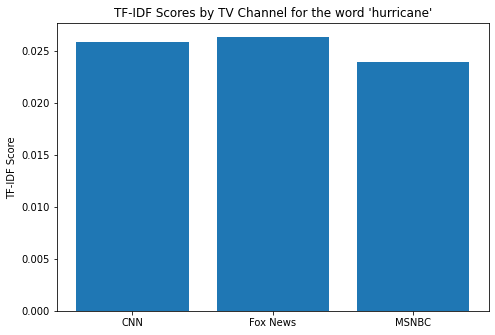 TF-IDF Scores by TV Channel for the word 'hurricane'
TF-IDF Score
0.025
0.020
0.015
0.010
0.005
0.000
CNN
Fox News
MSNBC